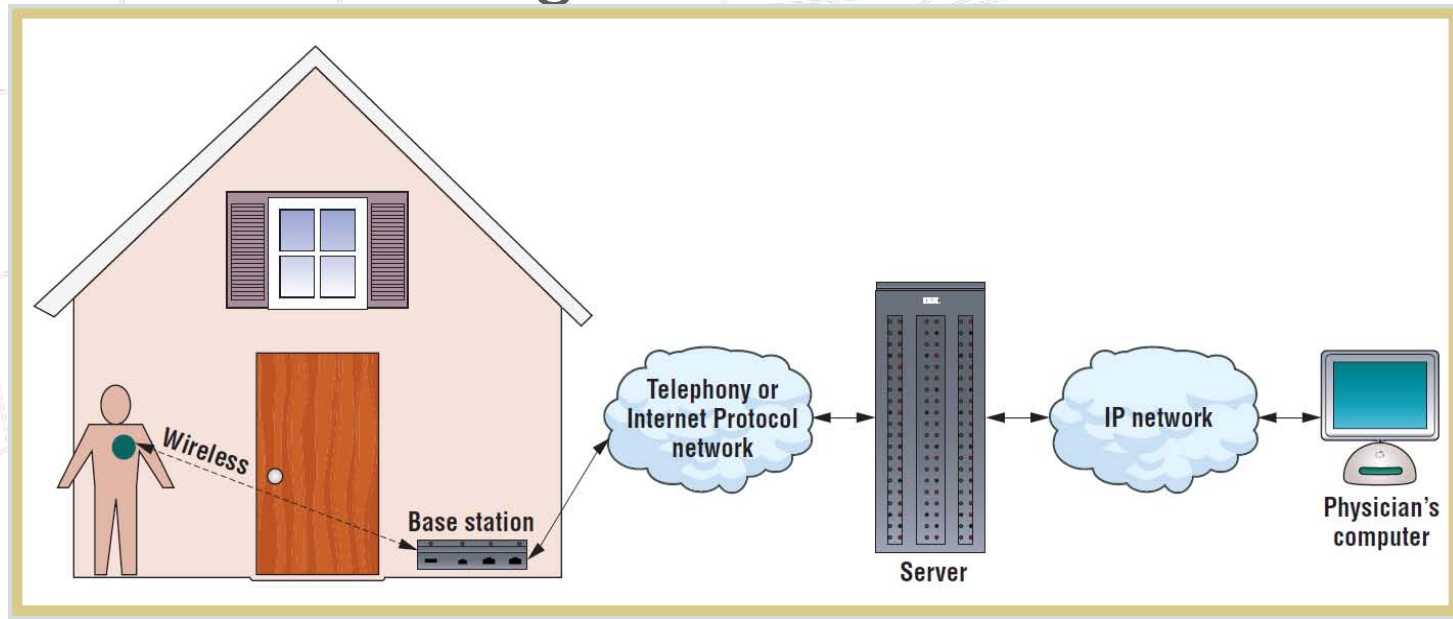 Wireless
Base station
Telephony or
Internet Protocol
network
Server
IP network
Physician's
computer